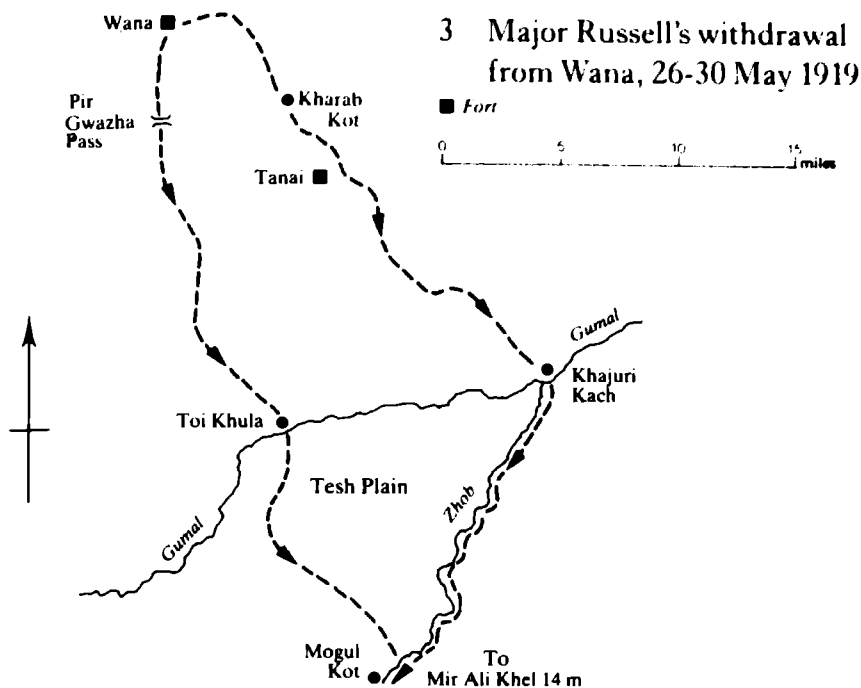 3 Major Russell's withdrawal
from Wana, 26-30 May 1919
Fort
0 5 10 15
miles
Wana
Pir
Gwazha
Pass
Kharab
Kot
Tanai
Gumal
Khajuri
Kach
Toi Khula
Tesh Plain
Zhob
Gumal
Mogul
Kot
To
Mir Ali Khel 14 m